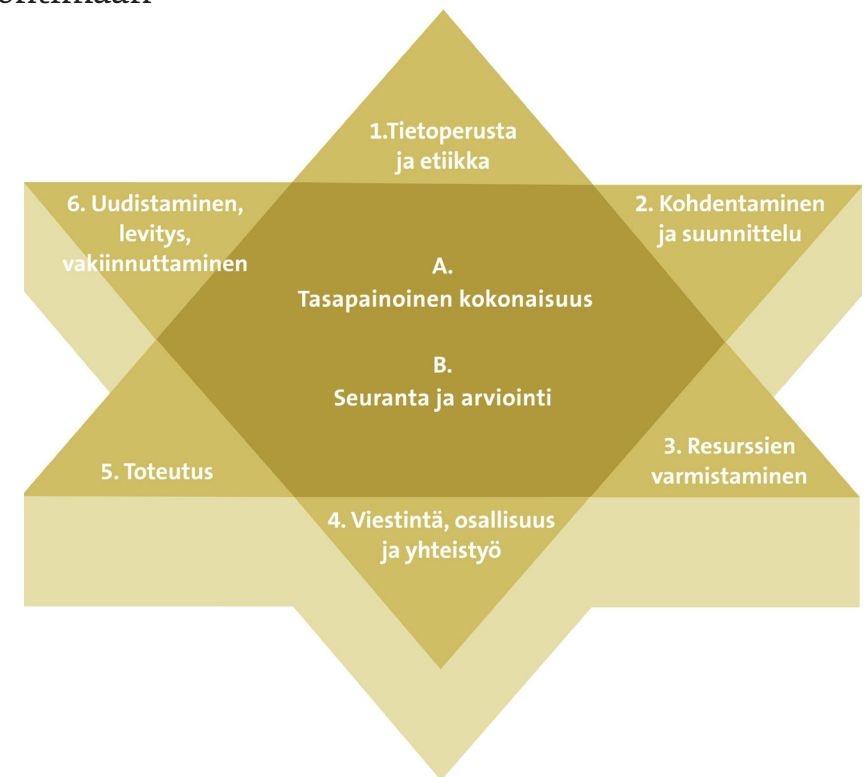 1.Tietoperusta
ja etiikka
6. Uudistaminen,
levitys,
vakiinnuttaminen
2. Kohdentaminen
ja suunnittelu
A.
Tasapainoinen kokonaisuus
B.
Seuranta ja arviointi
5. Toteutus
3. Resurssien
varmistaminen
4. Viestintä, osallisuus
ja yhteistyö